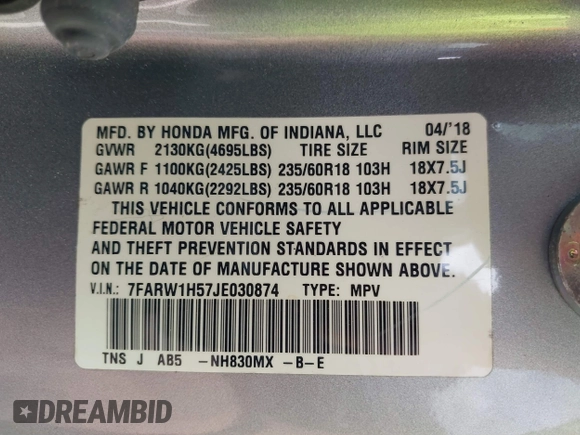 MFD. BY HONDA MFG. OF INDIANA, LLC 04/'18
GVWR 2130KG(4695LBS) TIRE SIZE RIM SIZE
GAWR F 1100KG(2425LBS) 235/60R18 103H 18X7.5J
GAWR R 1040KG(2292LBS) 235/60R18 103H 18X7.5J
THIS VEHICLE CONFORMS TO ALL APPLICABLE
FEDERAL MOTOR VEHICLE SAFETY
AND THEFT PREVENTION STANDARDS IN EFFECT
ON THE DATE OF MANUFACTURE SHOWN ABOVE.
V.I.N.: 7FARW1H57JE030874 TYPE: MPV
TNS J AB5 -NH830MX -B-E
DREAMBID